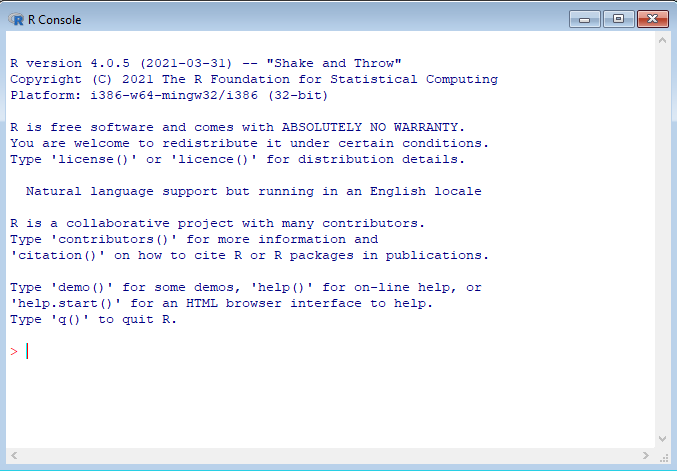 R Console
R version 4.0.5 (2021-03-31) -- "Shake and Throw"
Copyright (C) 2021 The R Foundation for Statistical Computing
Platform: i386-w64-mingw32/i386 (32-bit)
R is free software and comes with ABSOLUTELY NO WARRANTY.
You are welcome to redistribute it under certain conditions.
Type 'license()' or 'licence()' for distribution details.
Natural language support but running in an English locale
R is a collaborative project with many contributors.
Type 'contributors()' for more information and
'citation()' on how to cite R or R packages in publications.
Type 'demo()' for some demos, 'help()' for on-line help, or
'help.start()' for an HTML browser interface to help.
Type 'q()' to quit R.
>